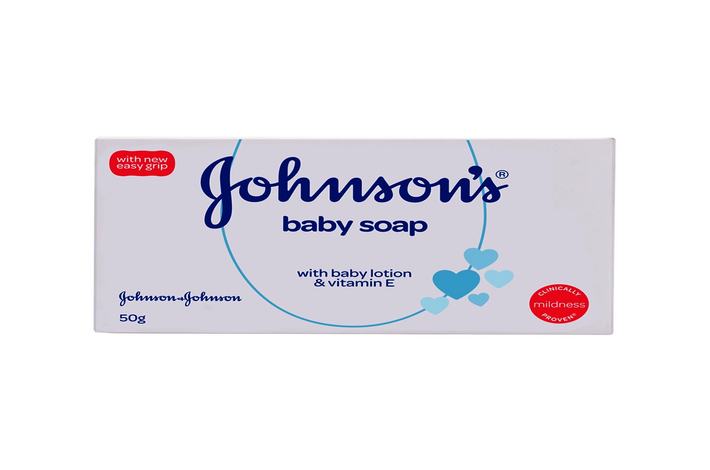 with new
easy grip
Johnson's®
baby soap
with baby lotion
& vitamin E
Johnson & Johnson
50g
CLINICALLY
mildness
PROVEN®